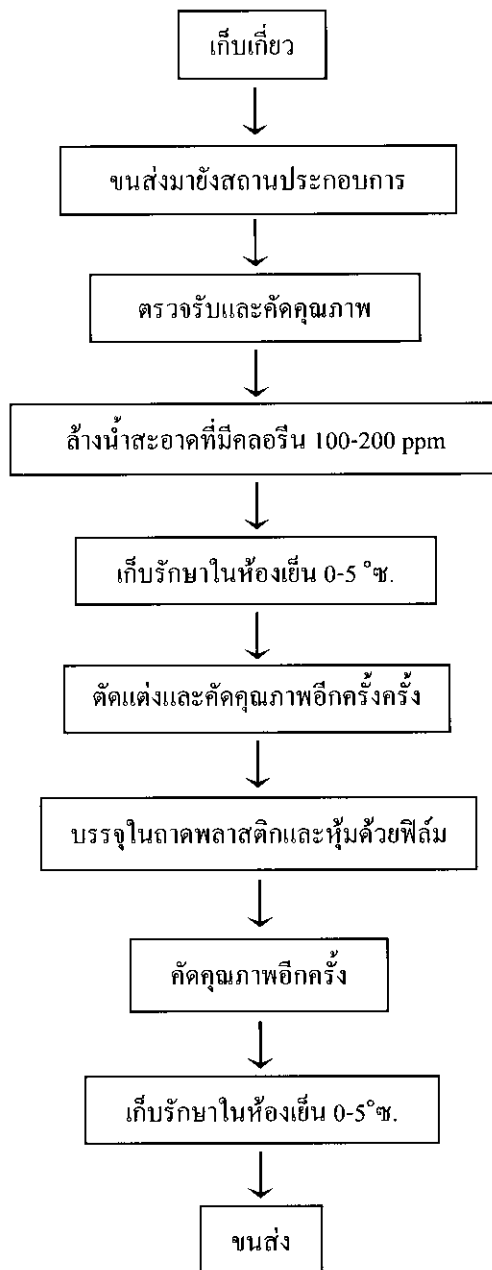 เก็บเกี่ยว
ขนส่งมายังสถานประกอบการ
ตรวจรับและคัดคุณภาพ
ล้างน้ำสะอาดที่มีคลอรีน 100-200 ppm
เก็บรักษาในห้องเย็น 0-5 °ซ.
ตัดแต่งและคัดคุณภาพอีกครั้งครั้ง
บรรจุในถาดพลาสติกและหุ้มด้วยฟิล์ม
คัดคุณภาพอีกครั้ง
เก็บรักษาในห้องเย็น 0-5°ซ.
ขนส่ง